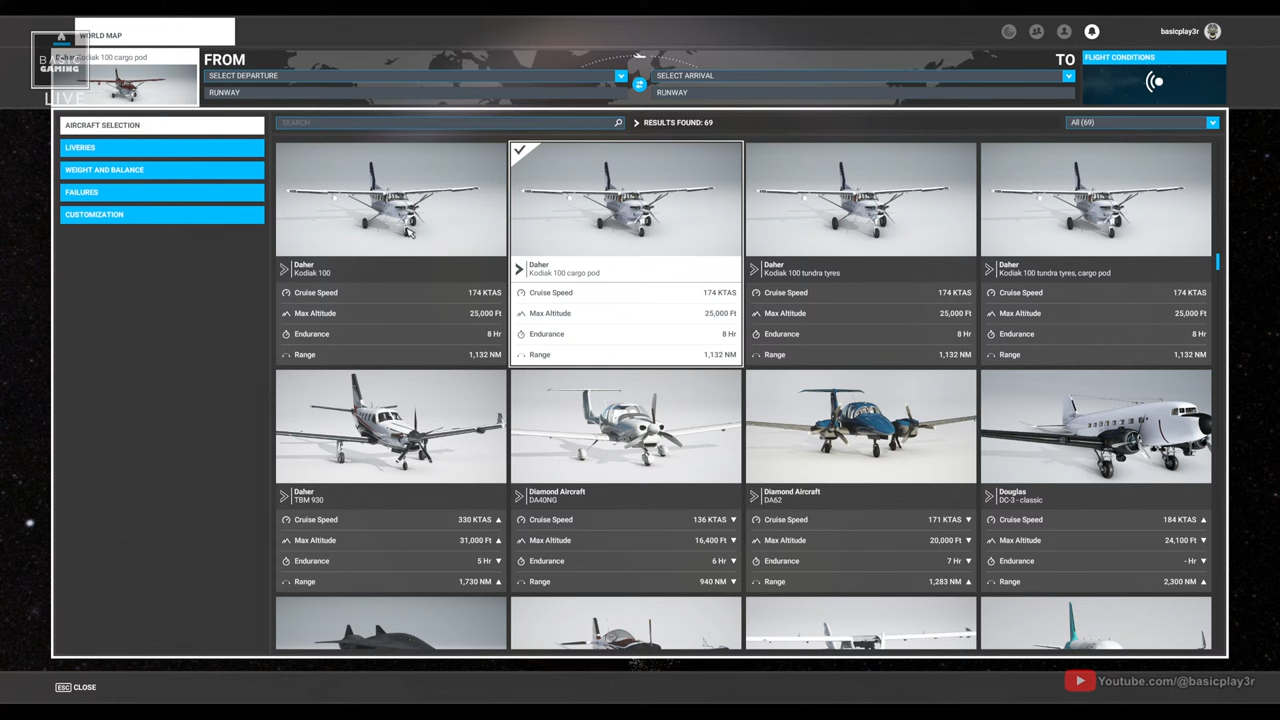 WORLD MAP
basicplay3r
Daher Kodiak 100 cargo pod
BASIC
GAMING
LIVE
FROM
TO
SELECT DEPARTURE
SELECT ARRIVAL
RUNWAY
RUNWAY
FLIGHT CONDITIONS
AIRCRAFT SELECTION
LIVERIES
WEIGHT AND BALANCE
FAILURES
CUSTOMIZATION
SEARCH
RESULTS FOUND: 69
All (69)
Daher
Kodiak 100
Cruise Speed 174 KTAS
Max Altitude 25,000 Ft
Endurance 8 Hr
Range 1,132 NM
Daher
Kodiak 100 cargo pod
Cruise Speed 174 KTAS
Max Altitude 25,000 Ft
Endurance 8 Hr
Range 1,132 NM
Daher
Kodiak 100 tundra tyres
Cruise Speed 174 KTAS
Max Altitude 25,000 Ft
Endurance 8 Hr
Range 1,132 NM
Daher
Kodiak 100 tundra tyres, cargo pod
Cruise Speed 174 KTAS
Max Altitude 25,000 Ft
Endurance 8 Hr
Range 1,132 NM
Daher
TBM 930
Cruise Speed 330 KTAS ▲
Max Altitude 31,000 Ft ▲
Endurance 5 Hr ▼
Range 1,730 NM ▲
Diamond Aircraft
DA40NG
Cruise Speed 136 KTAS ▼
Max Altitude 16,400 Ft ▼
Endurance 6 Hr ▼
Range 940 NM ▼
Diamond Aircraft
DA62
Cruise Speed 171 KTAS ▼
Max Altitude 20,000 Ft ▼
Endurance 7 Hr ▼
Range 1,283 NM ▲
Douglas
DC-3 - classic
Cruise Speed 184 KTAS ▲
Max Altitude 24,100 Ft ▼
Endurance - Hr ▼
Range 2,300 NM ▲
ESC CLOSE
Youtube.com/@basicplay3r